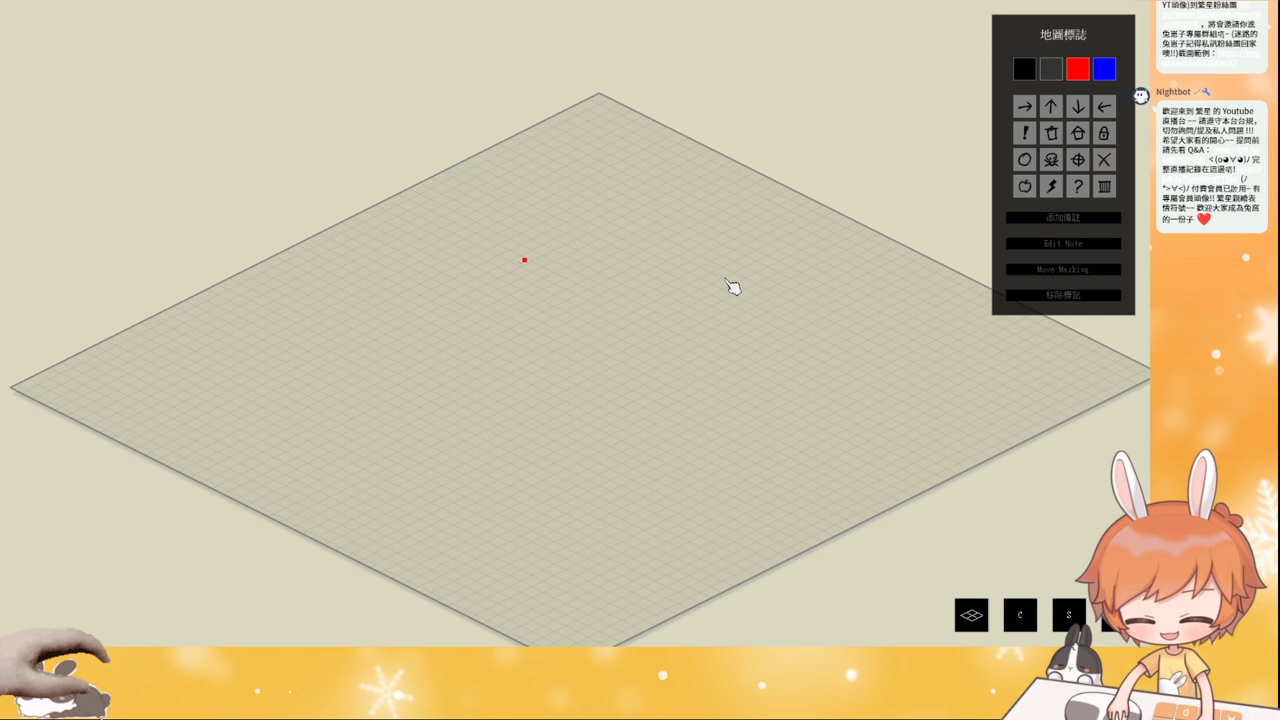 YT頭像)到繁星粉絲團
，將會邀請你進
兔崽子專屬群組唷~ (迷路的
兔崽子記得私訊粉絲團回家
噢!!)截圖範例：
地圖標誌
添加備註
Edit Note
Move Marking
移除標記
Nightbot
歡迎來到 繁星 的 Youtube
直播台 ~~ 請遵守本台台規，
切勿詢問/提及私人問題 !!!
希望大家看的開心~~ 提問前
請先看 Q&A：
ヾ(o◕∀◕)ﾉ 完
整直播記錄在這邊唷!
(/
*>∀<)/ 付費會員已啟用~ 有
專屬會員頭像!! 繁星親繪表
情符號~~ 歡迎大家成為兔窩
的一份子 ❤️
C
S